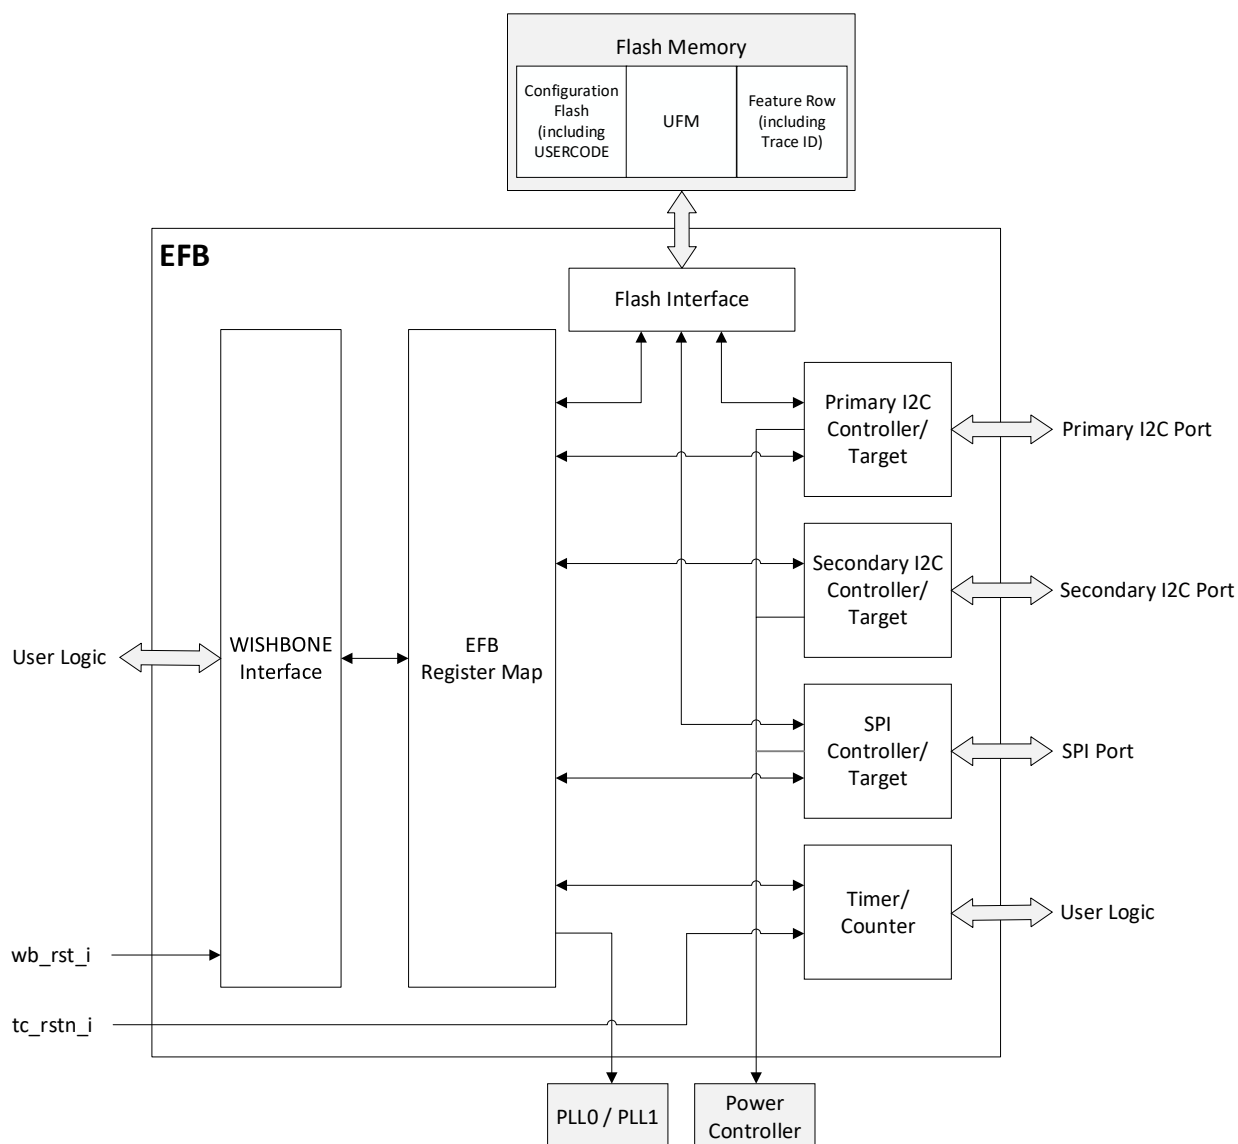 Flash Memory
Configuration
Flash
(including
USERCODE
UFM
Feature Row
(including
Trace ID)
EFB
Flash Interface
Primary I2C
Controller/
Target
Primary I2C Port
Secondary I2C
Controller/
Target
Secondary I2C Port
User Logic
WISHBONE
Interface
EFB
Register Map
SPI
Controller/
Target
SPI Port
Timer/
Counter
User Logic
wb_rst_i
tc_rstn_i
PLL0 / PLL1
Power
Controller